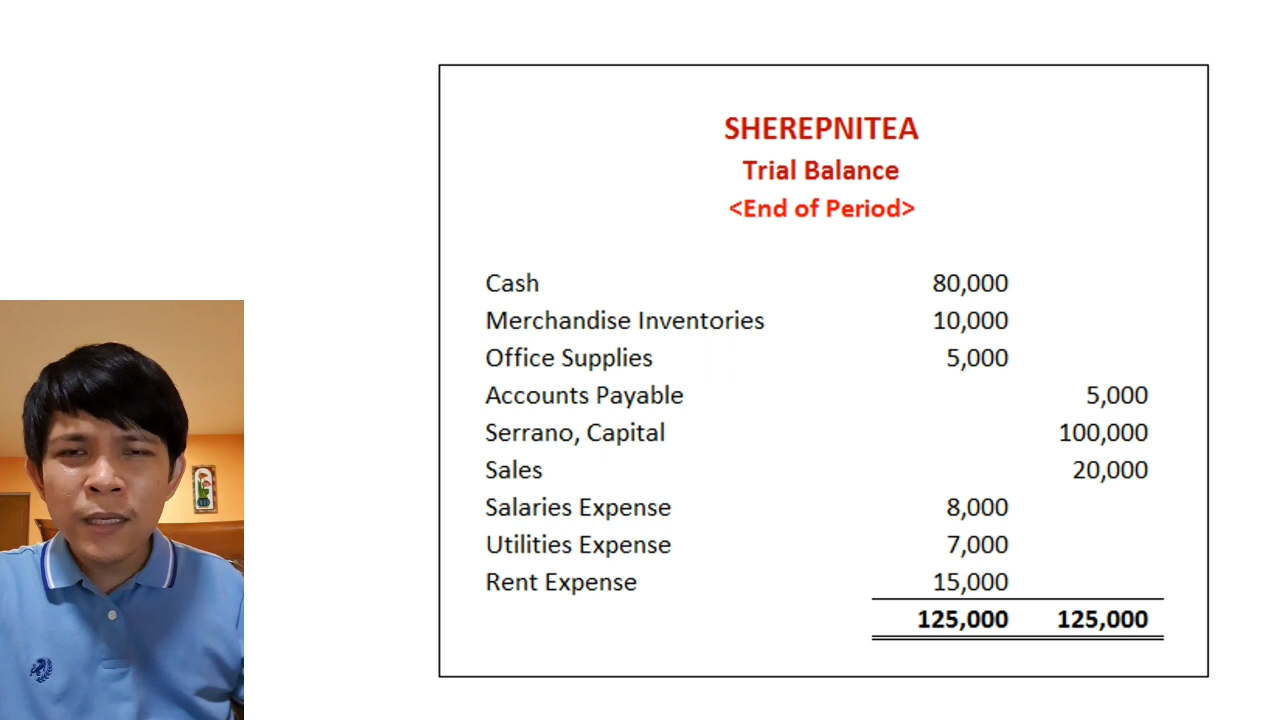 SHEREPNITEA
Trial Balance
<End of Period>
Cash 80,000
Merchandise Inventories 10,000
Office Supplies 5,000
Accounts Payable 5,000
Serrano, Capital 100,000
Sales 20,000
Salaries Expense 8,000
Utilities Expense 7,000
Rent Expense 15,000
125,000 125,000